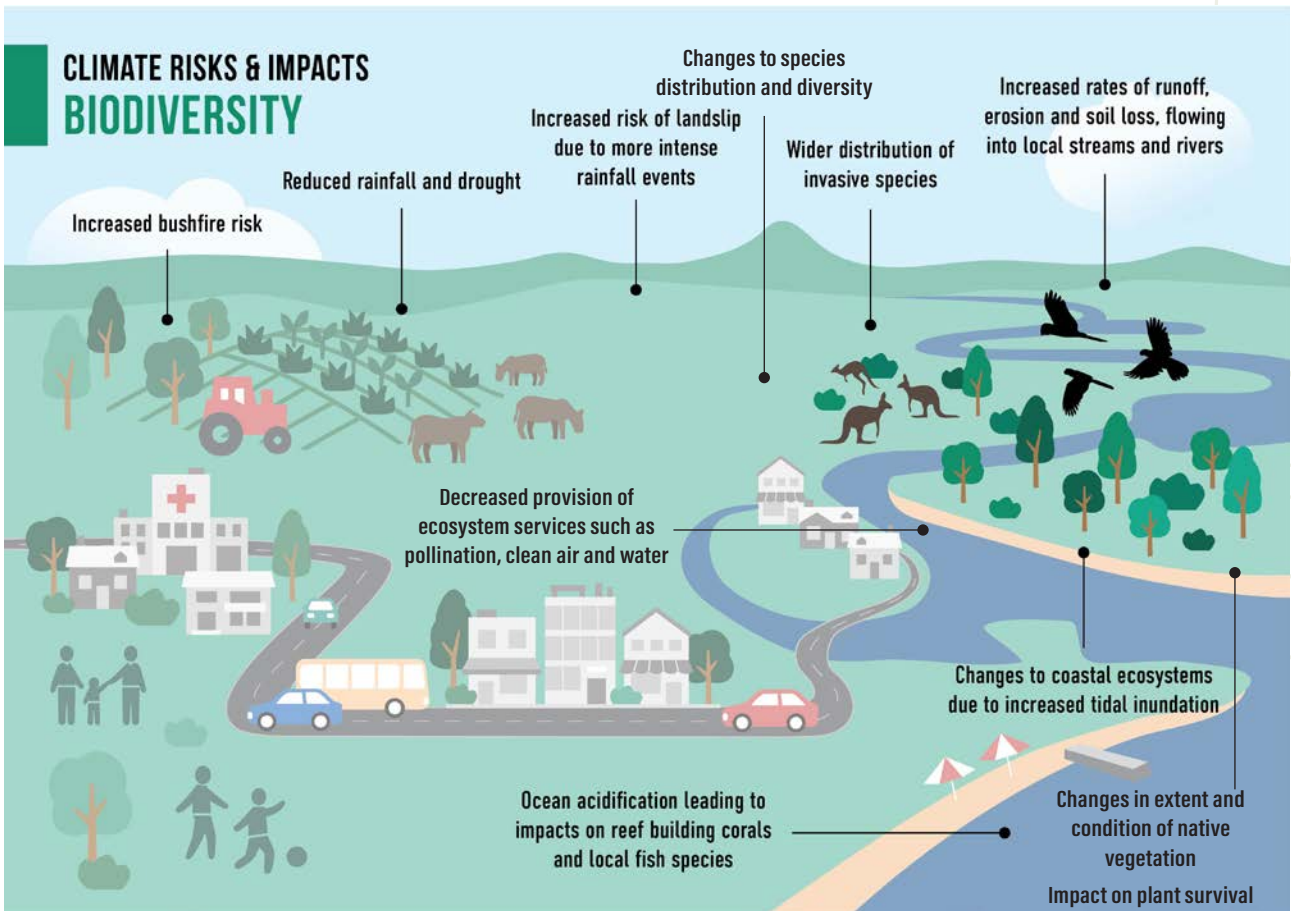 CLIMATE RISKS & IMPACTS
BIODIVERSITY
Increased bushfire risk
Reduced rainfall and drought
Increased risk of landslip
due to more intense
rainfall events
Changes to species
distribution and diversity
Wider distribution of
invasive species
Increased rates of runoff,
erosion and soil loss, flowing
into local streams and rivers
Decreased provision of
ecosystem services such as
pollination, clean air and water
Changes to coastal ecosystems
due to increased tidal inundation
Ocean acidification leading to
impacts on reef building corals
and local fish species
Changes in extent and
condition of native
vegetation
Impact on plant survival